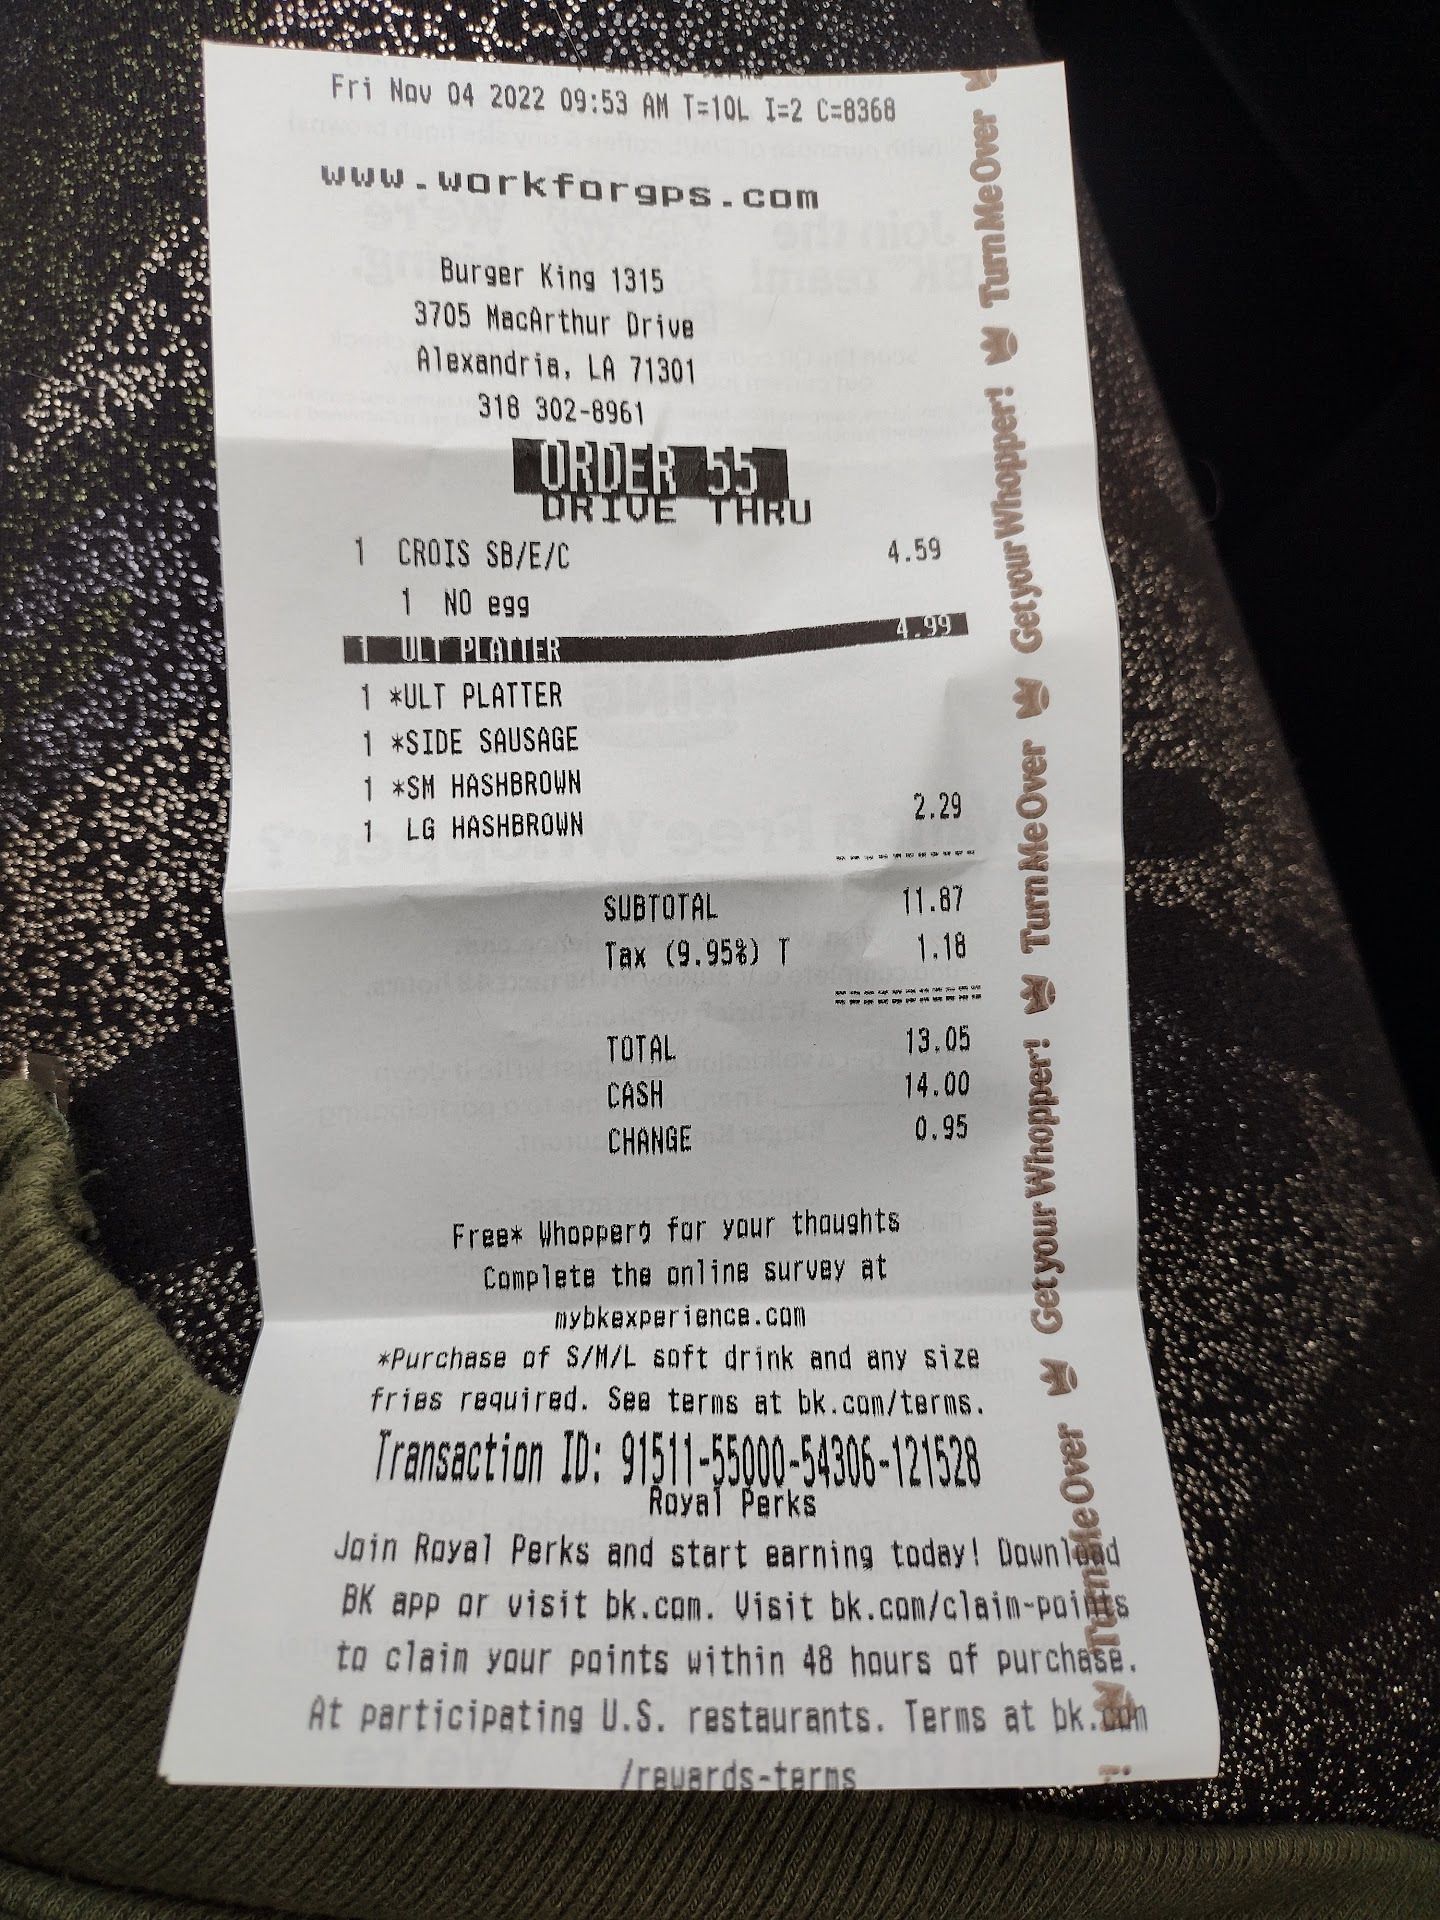 Fri Nov 04 2022 09:53 AM T=10L I=2 C=8368
www.workforgps.com
Burger King 1315
3705 MacArthur Drive
Alexandria, LA 71301
318 302-8961
ORDER 55
DRIVE THRU
1 CROIS SB/E/C 4.59
1 NO egg
1 ULT PLATTER 4.99
1 *ULT PLATTER
1 *SIDE SAUSAGE
1 *SM HASHBROWN
1 LG HASHBROWN 2.29
SUBTOTAL 11.87
Tax (9.95%) T 1.18
TOTAL 13.05
CASH 14.00
CHANGE 0.95
Free* Whopperα for your thoughts
Complete the online survey at
mybkexperience.com
*Purchase of S/M/L soft drink and any size
fries required. See terms at bk.com/terms.
Transaction ID: 91511-55000-54306-121528
Royal Perks
Join Royal Perks and start earning today! Download
BK app or visit bk.com. Visit bk.com/claim-points
to claim your points within 48 hours of purchase.
At participating U.S. restaurants. Terms at bk.com
/rewards-terms
Turn Me Over
Get your Whopper!
Turn Me Over
Get your Whopper!
Turn Me Over